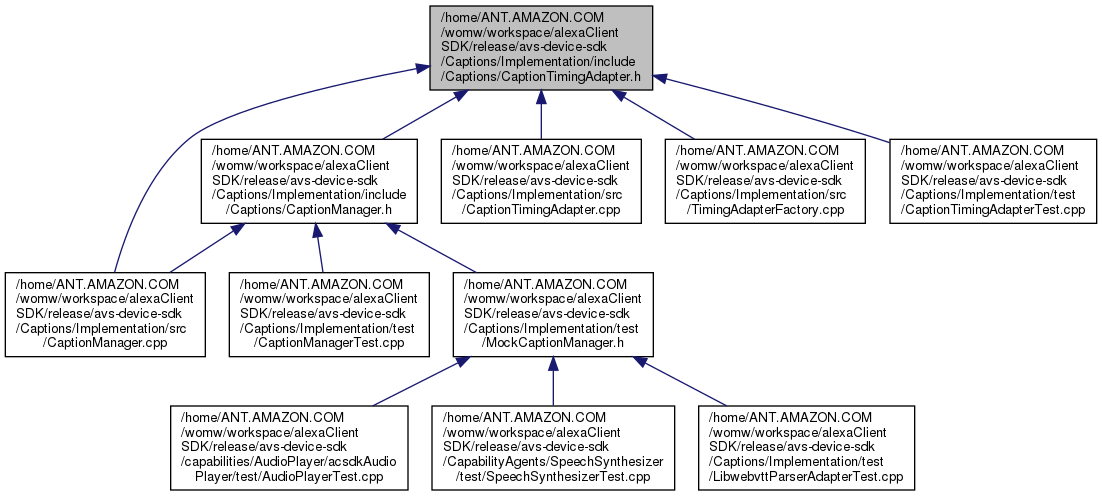 /home/ANT.AMAZON.COM
/womw/workspace/alexaClient
SDK/release/avs-device-sdk
/Captions/Implementation/include
/Captions/CaptionTimingAdapter.h
/home/ANT.AMAZON.COM
/womw/workspace/alexaClient
SDK/release/avs-device-sdk
/Captions/Implementation/include
/Captions/CaptionManager.h
/home/ANT.AMAZON.COM
/womw/workspace/alexaClient
SDK/release/avs-device-sdk
/Captions/Implementation/src
/CaptionTimingAdapter.cpp
/home/ANT.AMAZON.COM
/womw/workspace/alexaClient
SDK/release/avs-device-sdk
/Captions/Implementation/src
/TimingAdapterFactory.cpp
/home/ANT.AMAZON.COM
/womw/workspace/alexaClient
SDK/release/avs-device-sdk
/Captions/Implementation/test
/CaptionTimingAdapterTest.cpp
/home/ANT.AMAZON.COM
/womw/workspace/alexaClient
SDK/release/avs-device-sdk
/Captions/Implementation/src
/CaptionManager.cpp
/home/ANT.AMAZON.COM
/womw/workspace/alexaClient
SDK/release/avs-device-sdk
/Captions/Implementation/test
/CaptionManagerTest.cpp
/home/ANT.AMAZON.COM
/womw/workspace/alexaClient
SDK/release/avs-device-sdk
/Captions/Implementation/test
/MockCaptionManager.h
/home/ANT.AMAZON.COM
/womw/workspace/alexaClient
SDK/release/avs-device-sdk
/capabilities/AudioPlayer/acsdkAudio
Player/test/AudioPlayerTest.cpp
/home/ANT.AMAZON.COM
/womw/workspace/alexaClient
SDK/release/avs-device-sdk
/CapabilityAgents/SpeechSynthesizer
/test/SpeechSynthesizerTest.cpp
/home/ANT.AMAZON.COM
/womw/workspace/alexaClient
SDK/release/avs-device-sdk
/Captions/Implementation/test
/LibwebvttParserAdapterTest.cpp